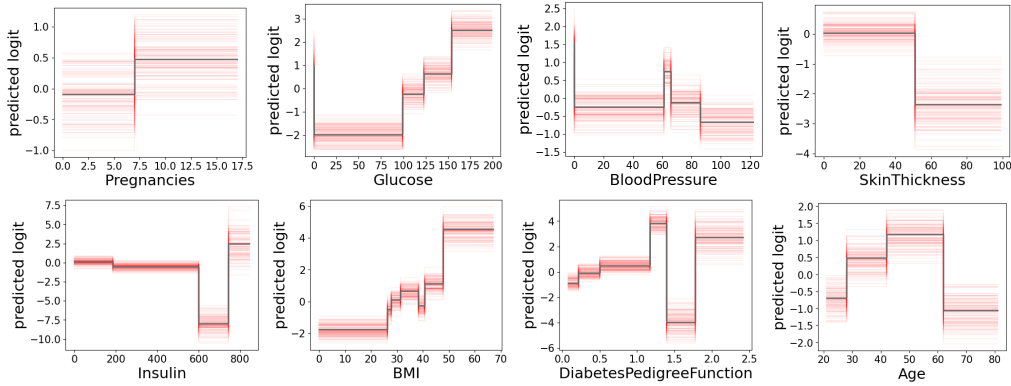 predicted logit
1.0
0.5
0.0
−0.5
−1.0
0.0 2.5 5.0 7.5 10.0 12.5 15.0 17.5
Pregnancies
predicted logit
3
2
1
0
−1
−2
0 25 50 75 100 125 150 175 200
Glucose
predicted logit
2.5
2.0
1.5
1.0
0.5
0.0
−0.5
−1.0
−1.5
0 20 40 60 80 100 120
BloodPressure
predicted logit
0
−1
−2
−3
−4
0 20 40 60 80 100
SkinThickness
predicted logit
7.5
5.0
2.5
0.0
−2.5
−5.0
−7.5
−10.0
0 200 400 600 800
Insulin
predicted logit
6
4
2
0
−2
0 10 20 30 40 50 60 70
BMI
predicted logit
4
2
0
−2
−4
−6
0.0 0.5 1.0 1.5 2.0 2.5
DiabetesPedigreeFunction
predicted logit
2.0
1.5
1.0
0.5
0.0
−0.5
−1.0
−1.5
−2.0
20 30 40 50 60 70 80
Age